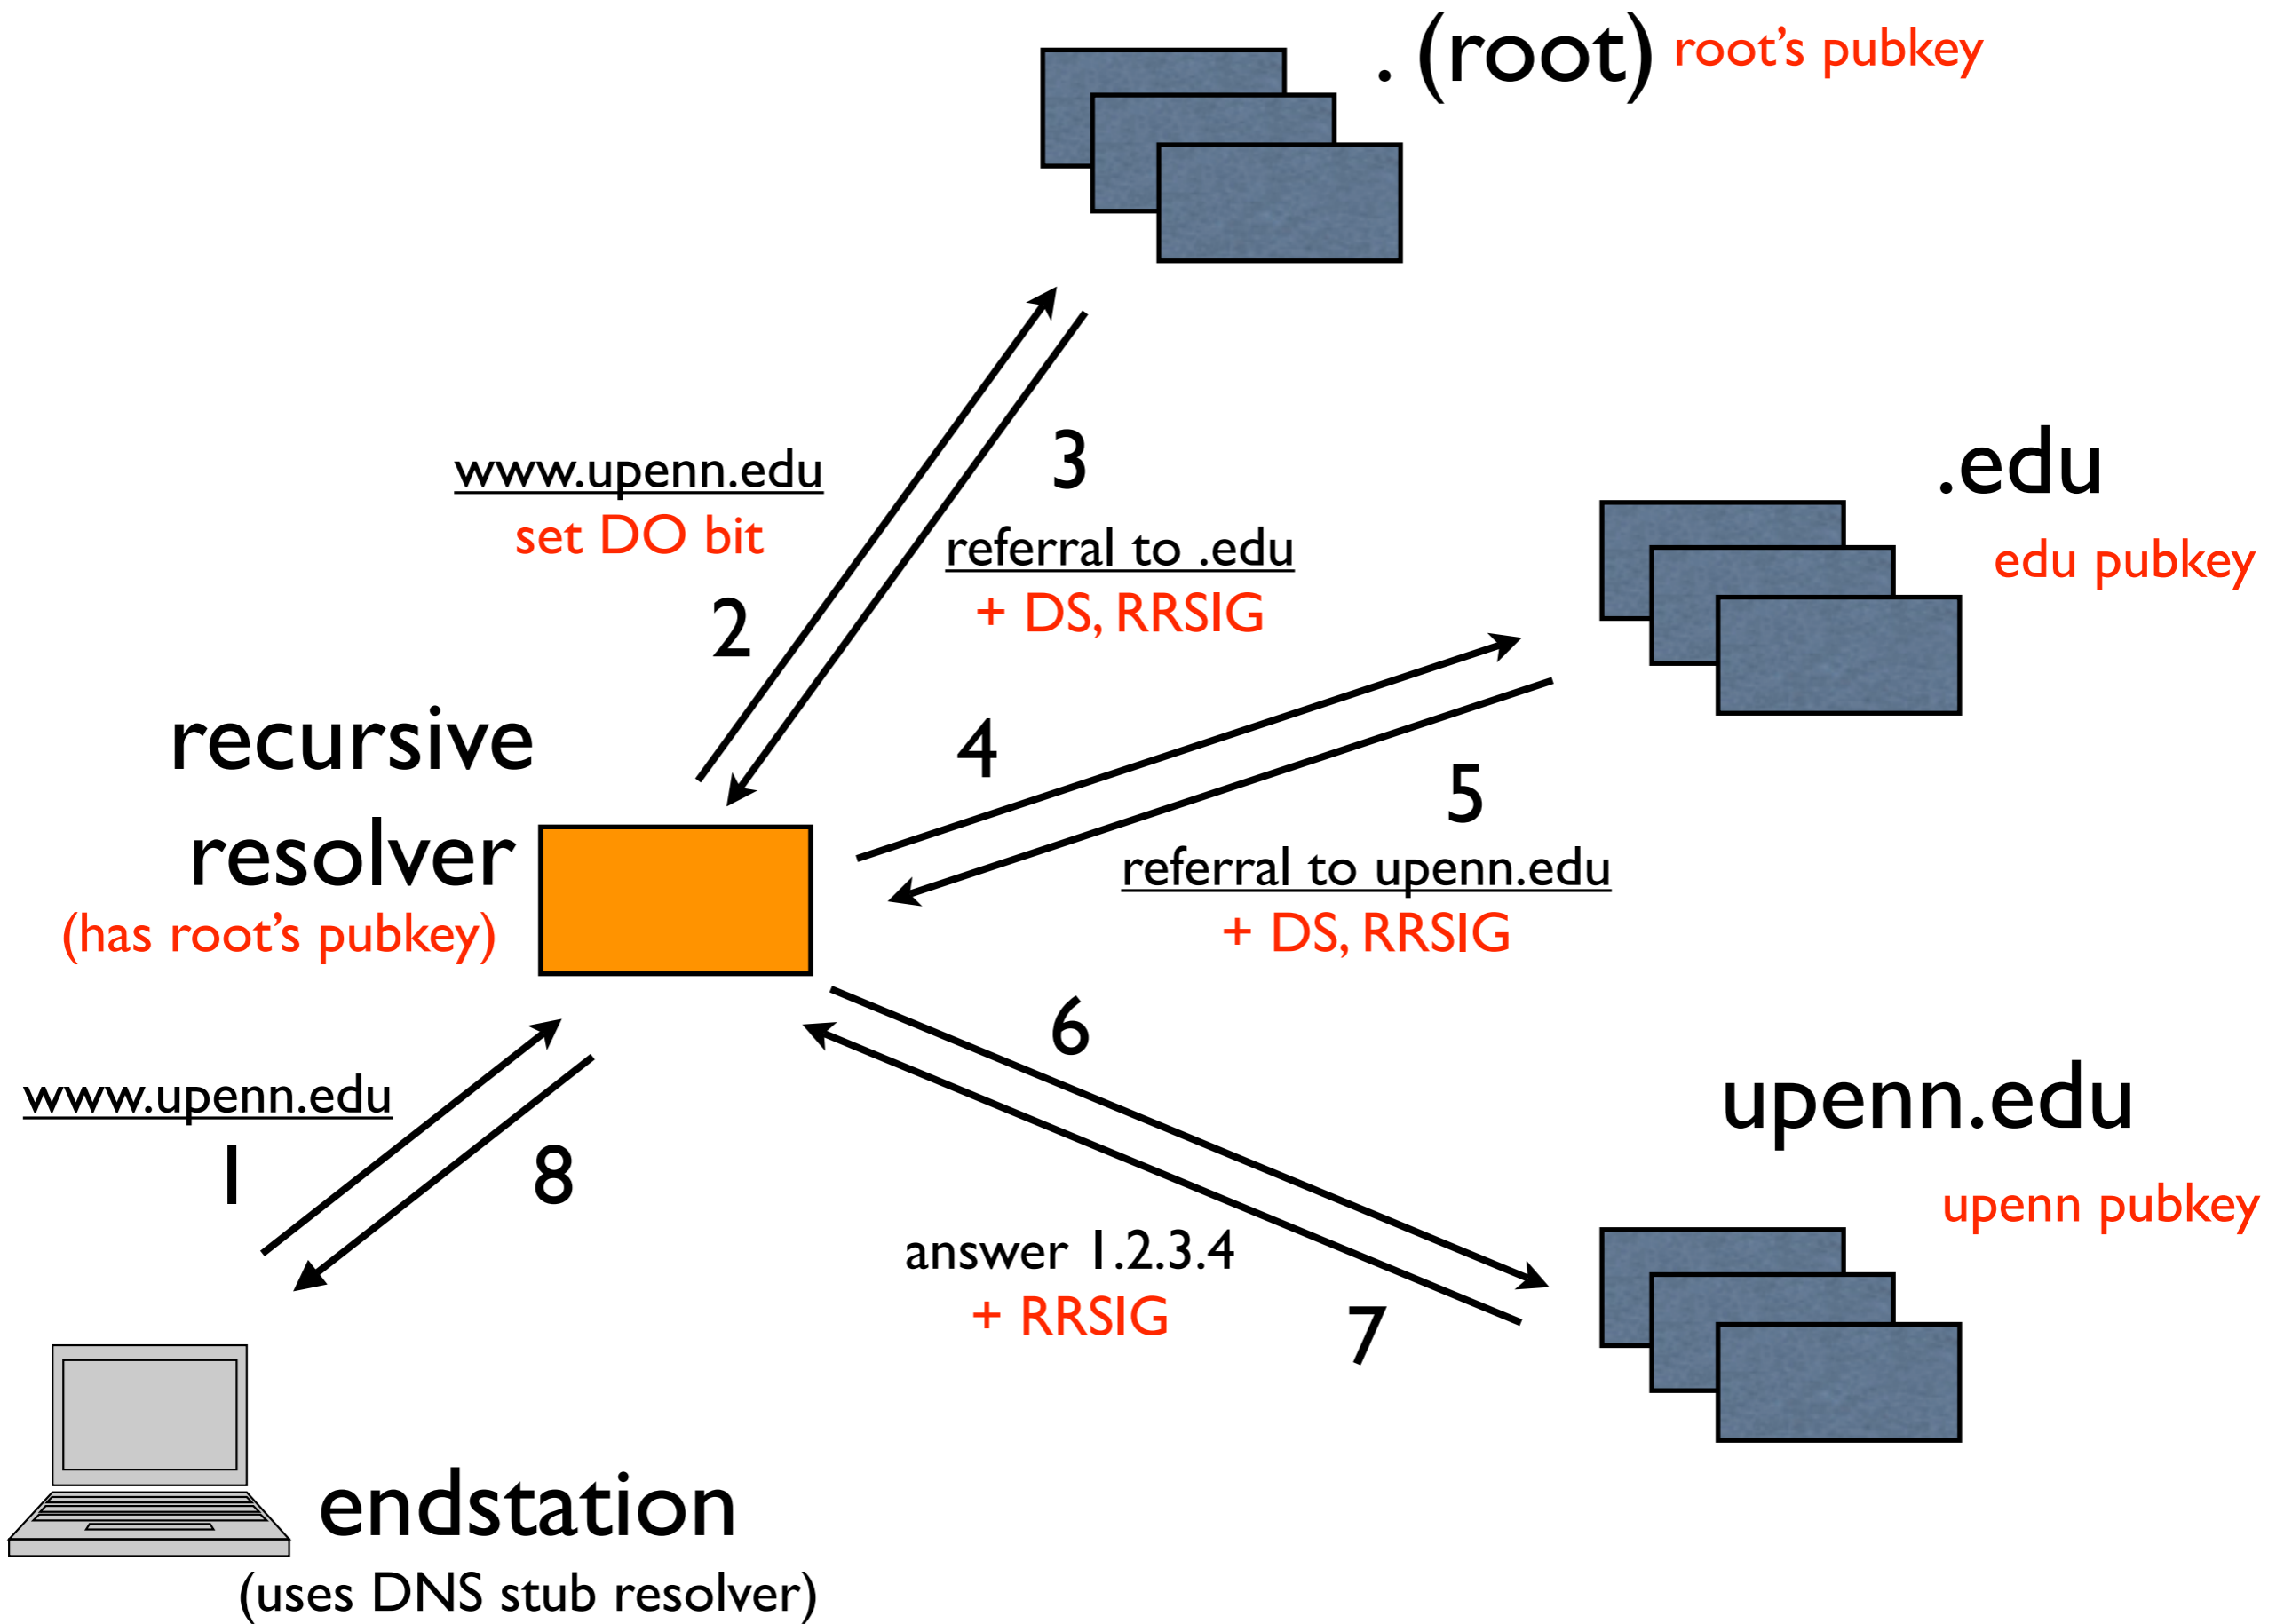 . (root) root's pubkey
www.upenn.edu
set DO bit
2
3
referral to .edu
+ DS, RRSIG
.edu
edu pubkey
recursive
resolver
(has root's pubkey)
4
5
referral to upenn.edu
+ DS, RRSIG
6
www.upenn.edu
1
8
answer 1.2.3.4
+ RRSIG
7
upenn.edu
upenn pubkey
endstation
(uses DNS stub resolver)